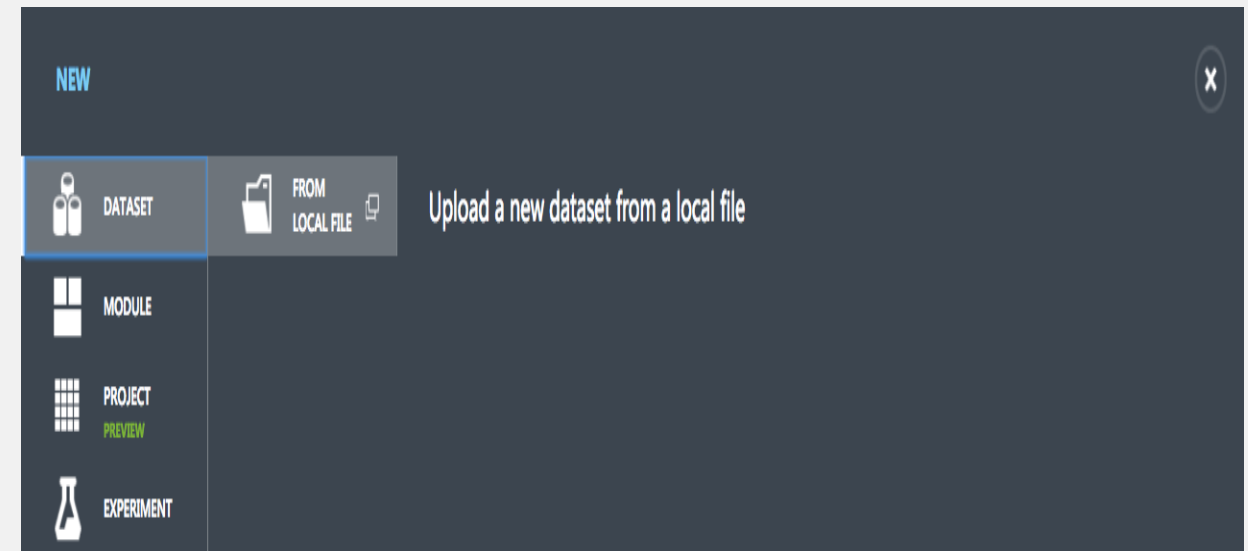 NEW
x
DATASET
FROM
LOCAL FILE
Upload a new dataset from a local file
MODULE
PROJECT
PREVIEW
EXPERIMENT